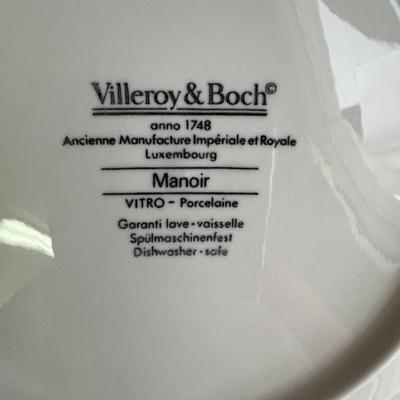 Villeroy & Boch©
anno 1748
Ancienne Manufacture Impériale et Royale
Luxembourg
Manoir
VITRO - Porcelaine
Garanti lave-vaisselle
Spülmaschinenfest
Dishwasher-safe